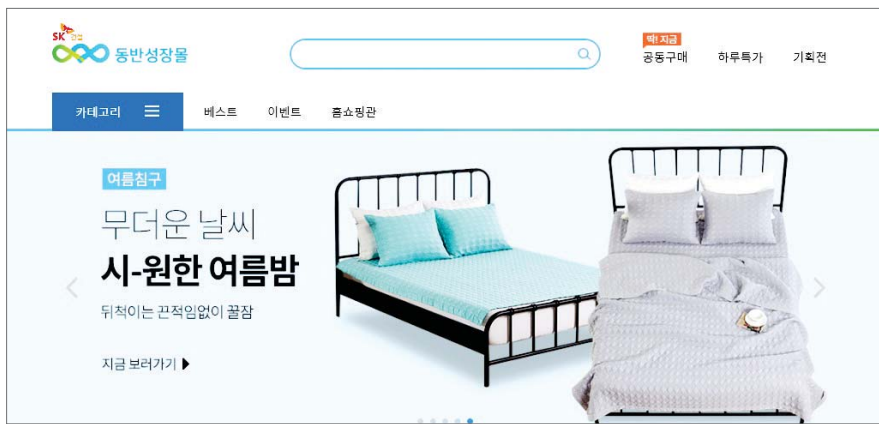 SK 건설
동반성장몰
딱! 지금
공동구매 하루특가 기획전
카테고리 베스트 이벤트 홈쇼핑관
여름침구
무더운 날씨
시-원한 여름밤
뒤척이는 끈적임없이 꿀잠
지금 보러가기